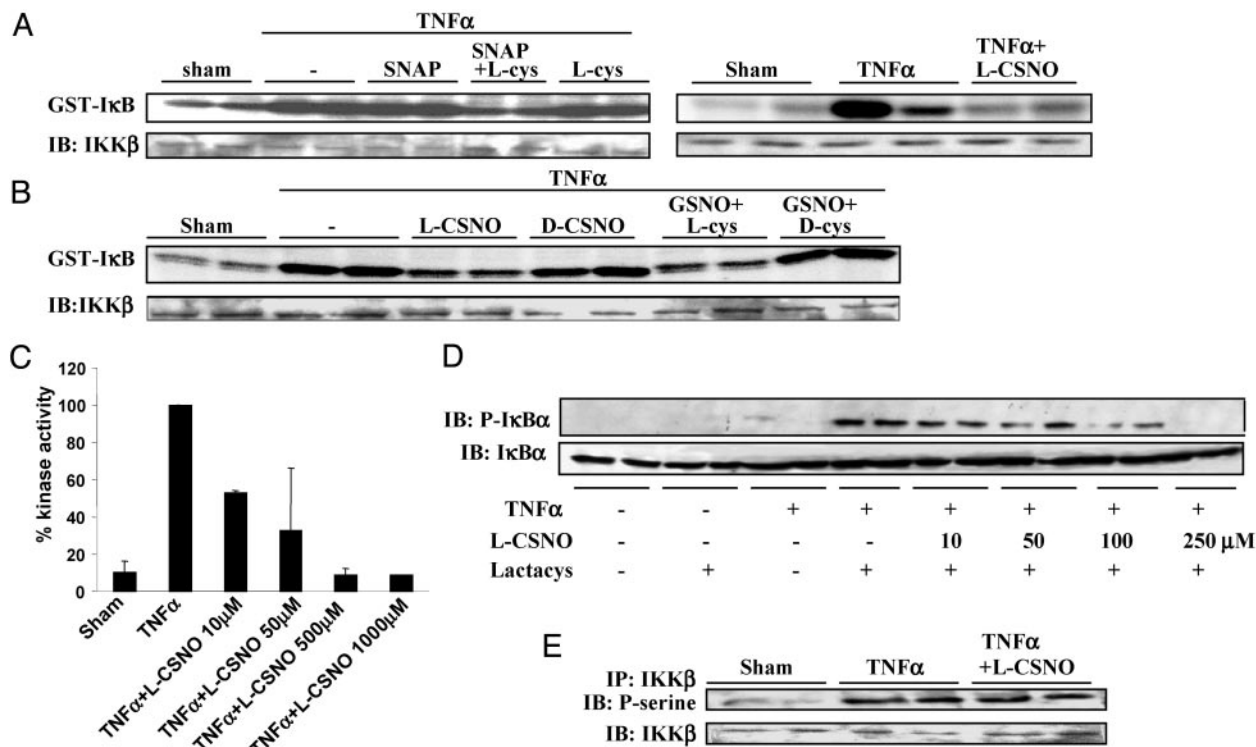 A
TNFα
sham - SNAP SNAP +L-cys L-cys
GST-IκB
IB: IKKβ
Sham TNFα TNFα+ L-CSNO
B
TNFα
Sham - L-CSNO D-CSNO GSNO+ L-cys GSNO+ D-cys
GST-IκB
IB:IKKβ
C
% kinase activity
120
100
80
60
40
20
0
Sham
TNFα
TNFα+L-CSNO 10μM
TNFα+L-CSNO 50μM
TNFα+L-CSNO 500μM
TNFα+L-CSNO 1000μM
D
IB: P-IκBα
IB: IκBα
TNFα - - + + + + + +
L-CSNO - - - - 10 50 100 250 μM
Lactacys - + - + + + + +
E
IP: IKKβ Sham TNFα TNFα +L-CSNO
IB: P-serine
IB: IKKβ